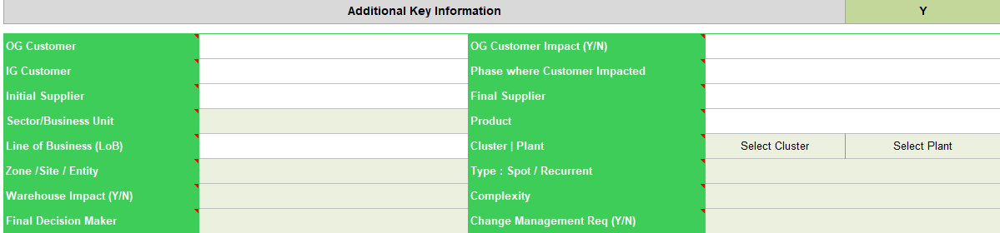 Additional Key Information Y
OG Customer OG Customer Impact (Y/N)
IG Customer Phase where Customer Impacted
Initial Supplier Final Supplier
Sector/Business Unit Product
Line of Business (LoB) Cluster | Plant Select Cluster Select Plant
Zone /Site / Entity Type : Spot / Recurrent
Warehouse Impact (Y/N) Complexity
Final Decision Maker Change Management Req (Y/N)